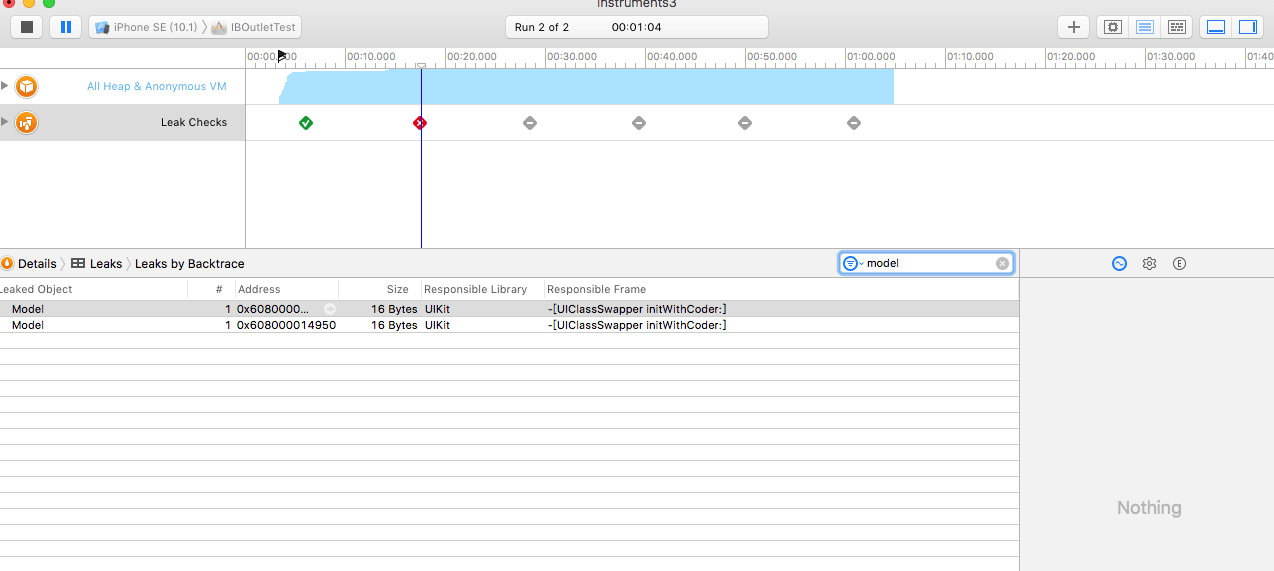 Instruments3
iPhone SE (10.1) 〉 IBOutletTest
Run 2 of 2 00:01:04
00:00.000 00:10.000 00:20.000 00:30.000 00:40.000 00:50.000 01:00.000 01:10.000 01:20.000 01:30.000 01:40
All Heap & Anonymous VM
Leak Checks
Details 〉 Leaks 〉 Leaks by Backtrace model
E
Leaked Object # Address Size Responsible Library Responsible Frame
Model 1 0x6080000... 16 Bytes UIKit -[UIClassSwapper initWithCoder:]
Model 1 0x608000014950 16 Bytes UIKit -[UIClassSwapper initWithCoder:]
Nothing